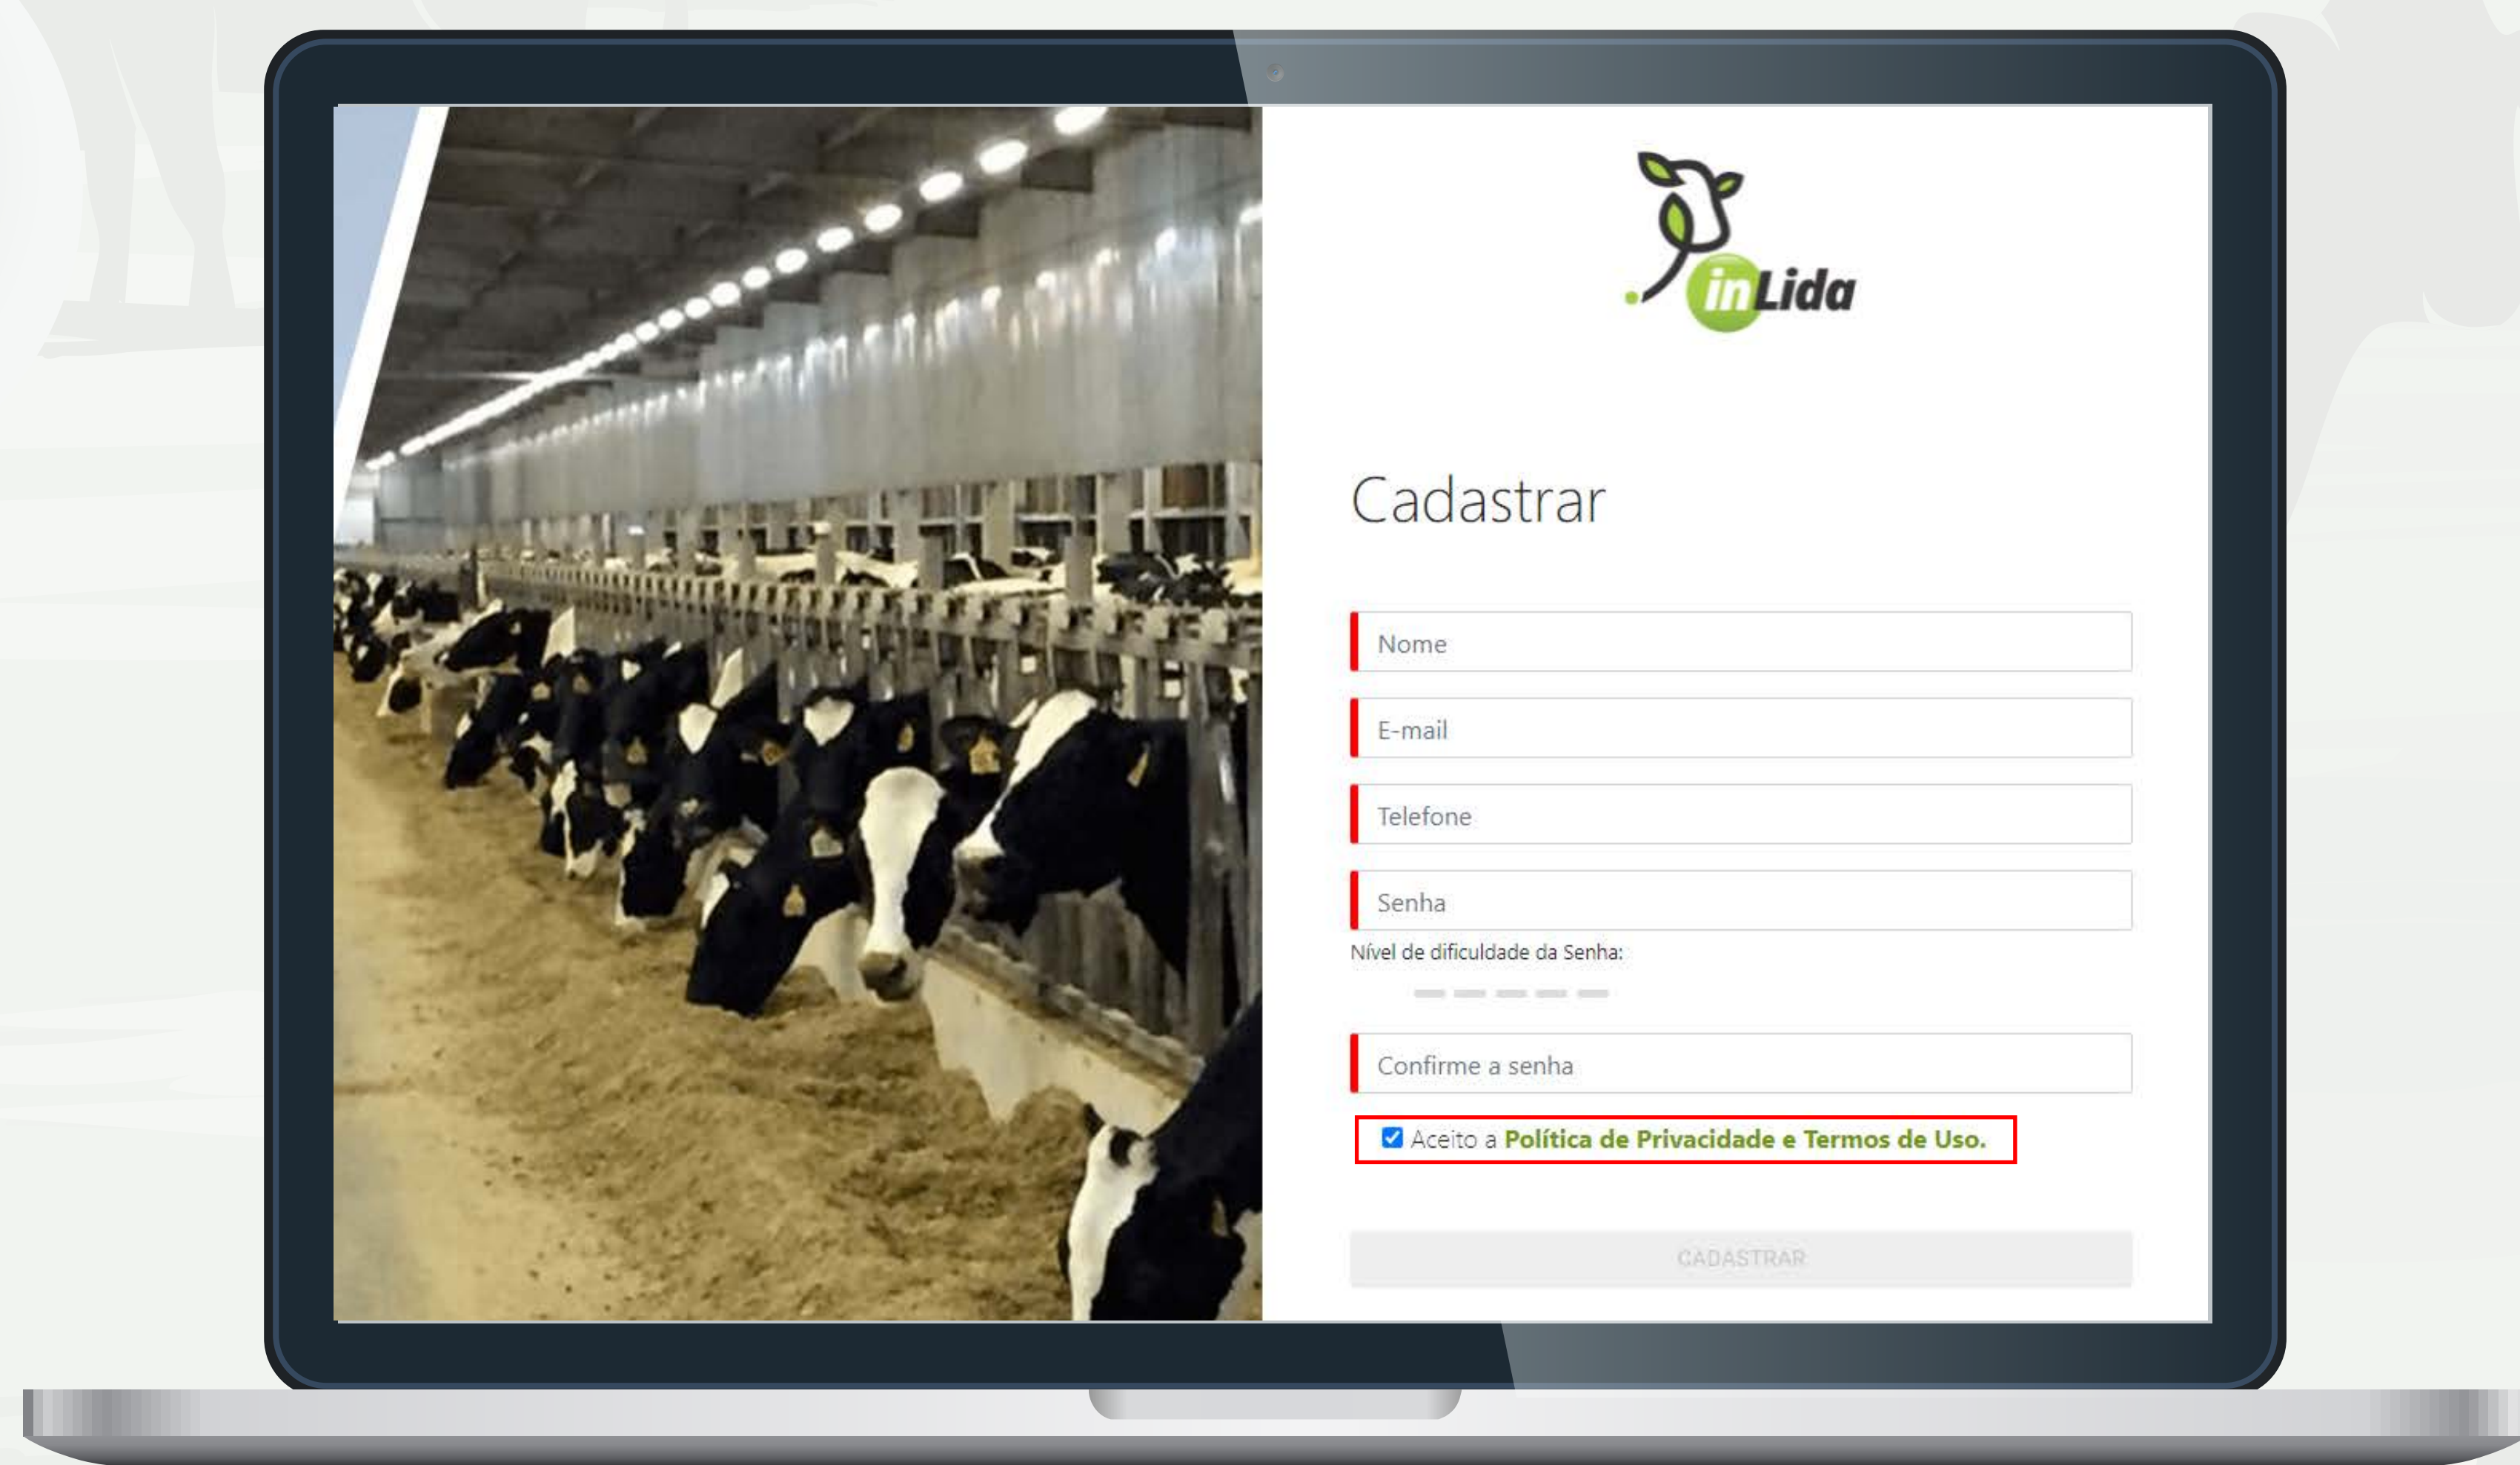 inLida
Cadastrar
Nome
E-mail
Telefone
Senha
Nível de dificuldade da Senha:
Confirme a senha
Aceito a Política de Privacidade e Termos de Uso.
CADASTRAR